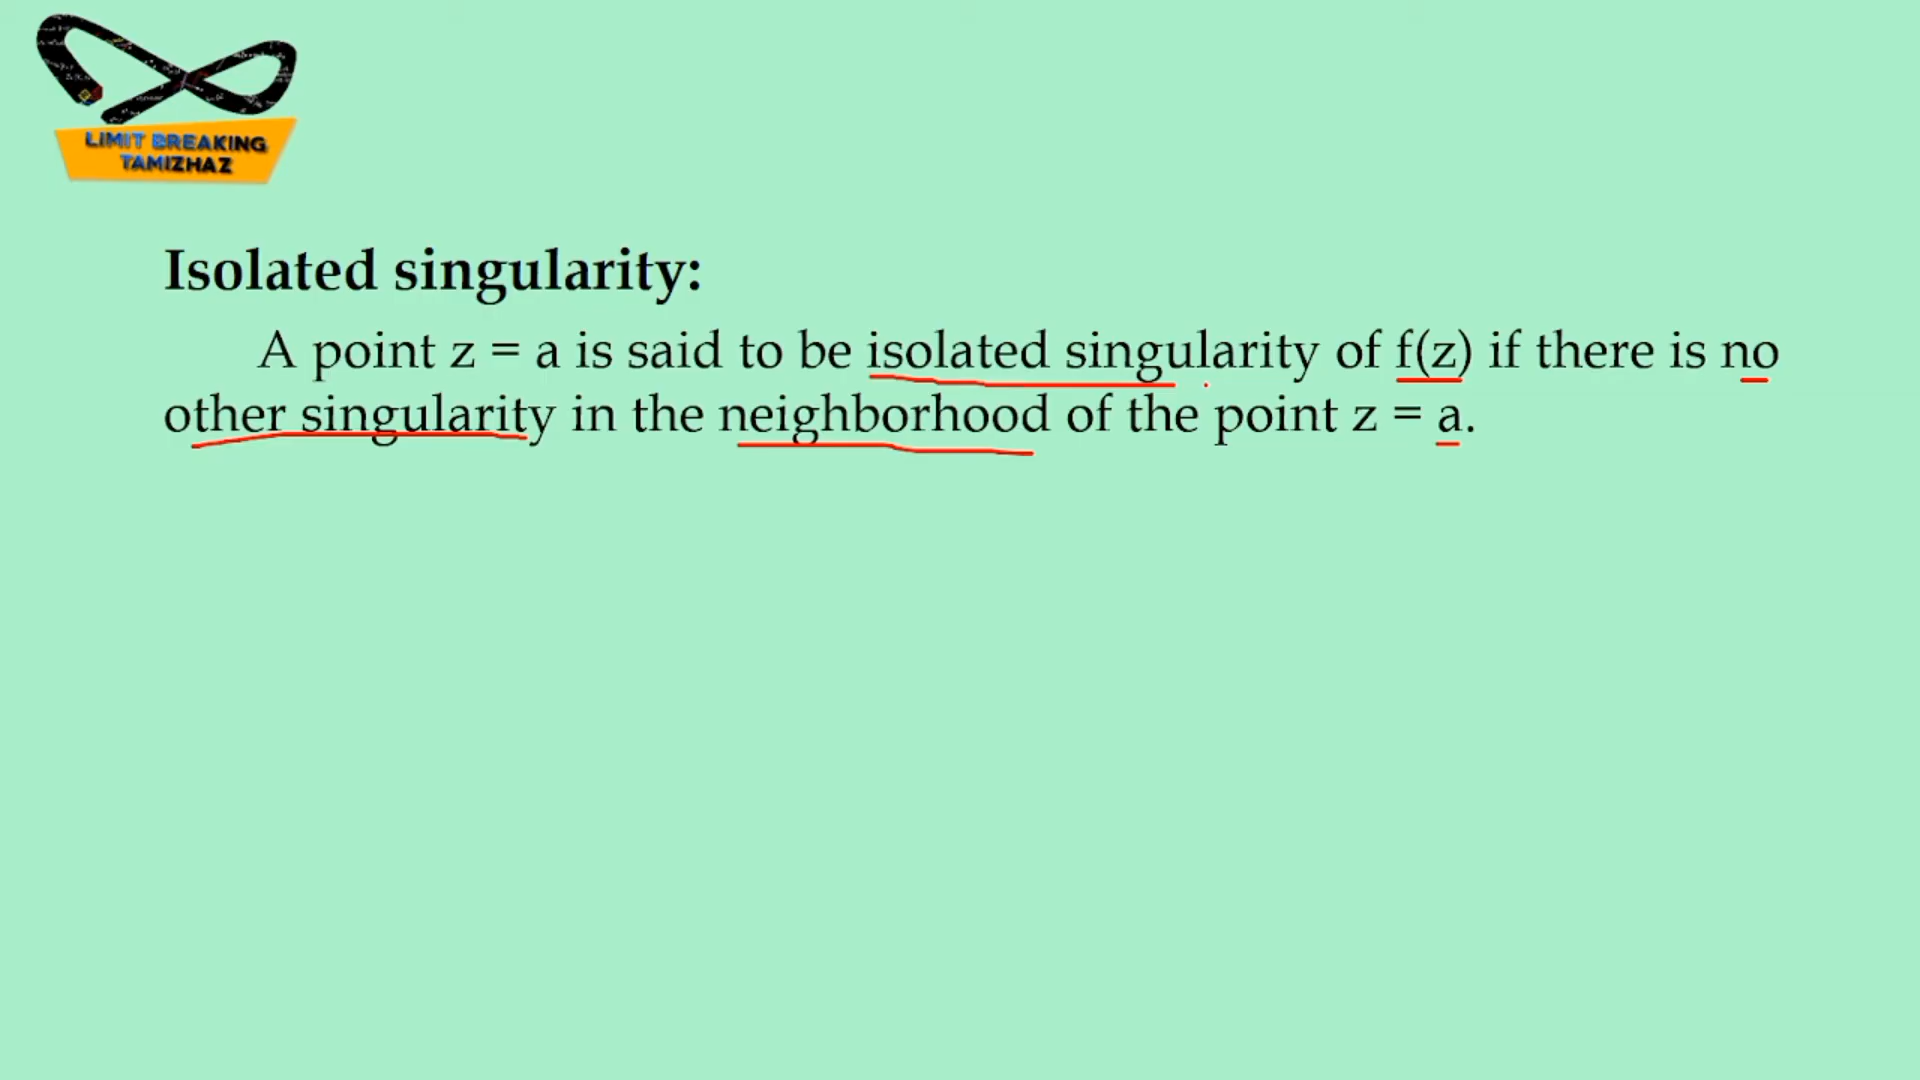 LIMIT BREAKING
TAMIZHAZ
Isolated singularity:
A point z = a is said to be isolated singularity of f(z) if there is no
other singularity in the neighborhood of the point z = a.